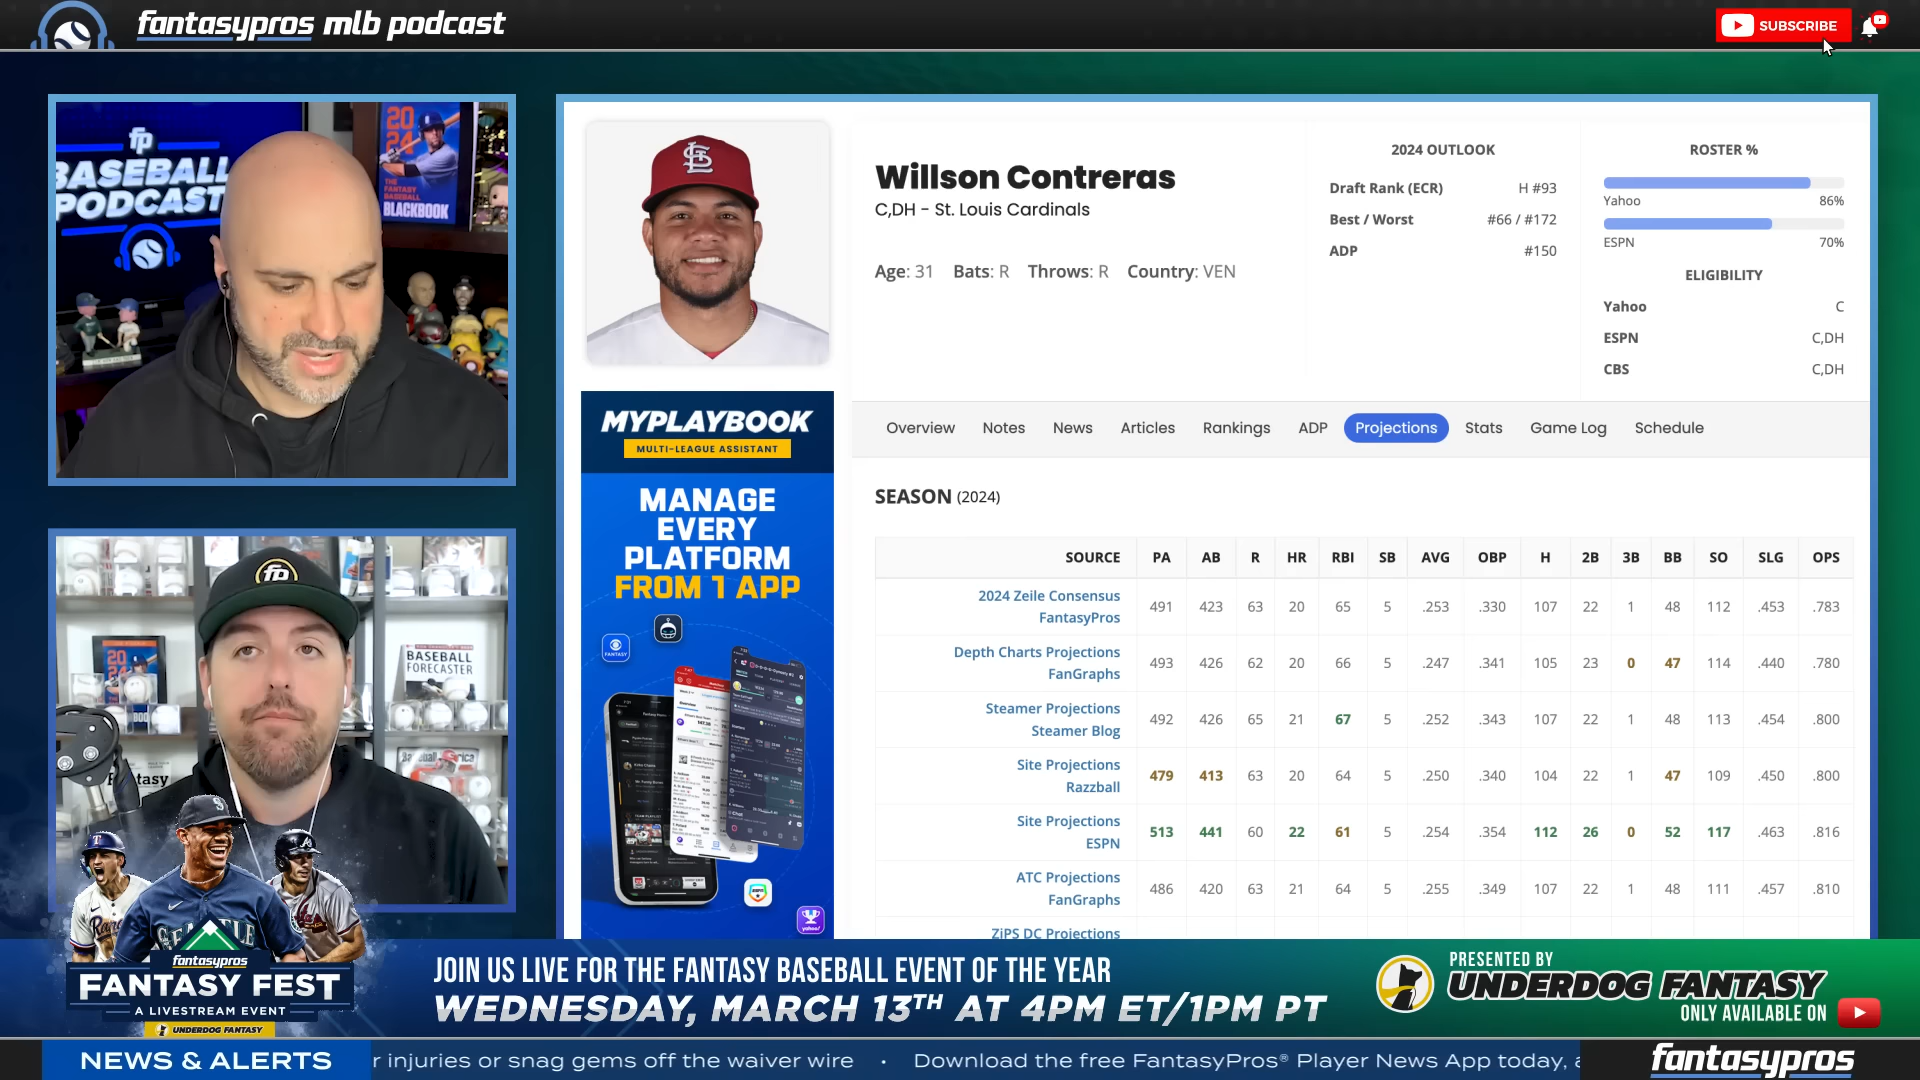 fantasypros mlb podcast
SUBSCRIBE
fp
BASEBALL
PODCAST
2024
THE
FANTASY
BASEBALL
BLACKBOOK
fp
20
BASEBALL
FORECASTER
Willson Contreras
C,DH - St. Louis Cardinals
Age: 31 Bats: R Throws: R Country: VEN
2024 OUTLOOK
Draft Rank (ECR) H #93
Best / Worst #66 / #172
ADP #150
ROSTER %
Yahoo 86%
ESPN 70%
ELIGIBILITY
Yahoo C
ESPN C,DH
CBS C,DH
MYPLAYBOOK
MULTI-LEAGUE ASSISTANT
MANAGE
EVERY
PLATFORM
FROM 1 APP
Overview Notes News Articles Rankings ADP Projections Stats Game Log Schedule
SEASON (2024)
SOURCE PA AB R HR RBI SB AVG OBP H 2B 3B BB SO SLG OPS
2024 Zeile Consensus
FantasyPros 491 423 63 20 65 5 .253 .330 107 22 1 48 112 .453 .783
Depth Charts Projections
FanGraphs 493 426 62 20 66 5 .247 .341 105 23 0 47 114 .440 .780
Steamer Projections
Steamer Blog 492 426 65 21 67 5 .252 .343 107 22 1 48 113 .454 .800
Site Projections
Razzball 479 413 63 20 64 5 .250 .340 104 22 1 47 109 .450 .800
Site Projections
ESPN 513 441 60 22 61 5 .254 .354 112 26 0 52 117 .463 .816
ATC Projections
FanGraphs 486 420 63 21 64 5 .255 .349 107 22 1 48 111 .457 .810
ZiPS DC Projections
fantasypros
FANTASY FEST
A LIVESTREAM EVENT
UNDERDOG FANTASY
JOIN US LIVE FOR THE FANTASY BASEBALL EVENT OF THE YEAR
WEDNESDAY, MARCH 13TH AT 4PM ET/1PM PT
PRESENTED BY
UNDERDOG FANTASY
ONLY AVAILABLE ON
NEWS & ALERTS
r injuries or snag gems off the waiver wire • Download the free FantasyPros® Player News App today, a
fantasypros